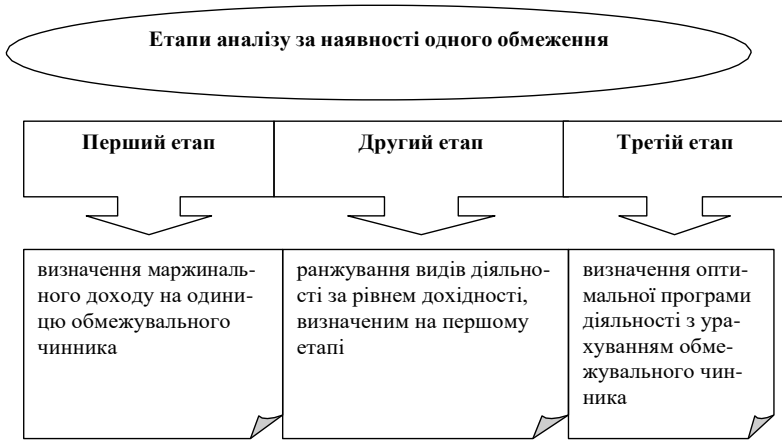 Етапи аналізу за наявності одного обмеження
Перший етап
Другий етап
Третій етап
визначення маржиналь-
ного доходу на одини-
цю обмежувального
чинника
ранжування видів діяльно-
сті за рівнем дохідності,
визначеним на першому
етапі
визначення опти-
мальної програми
діяльності з ура-
хуванням обме-
жувального чин-
ника